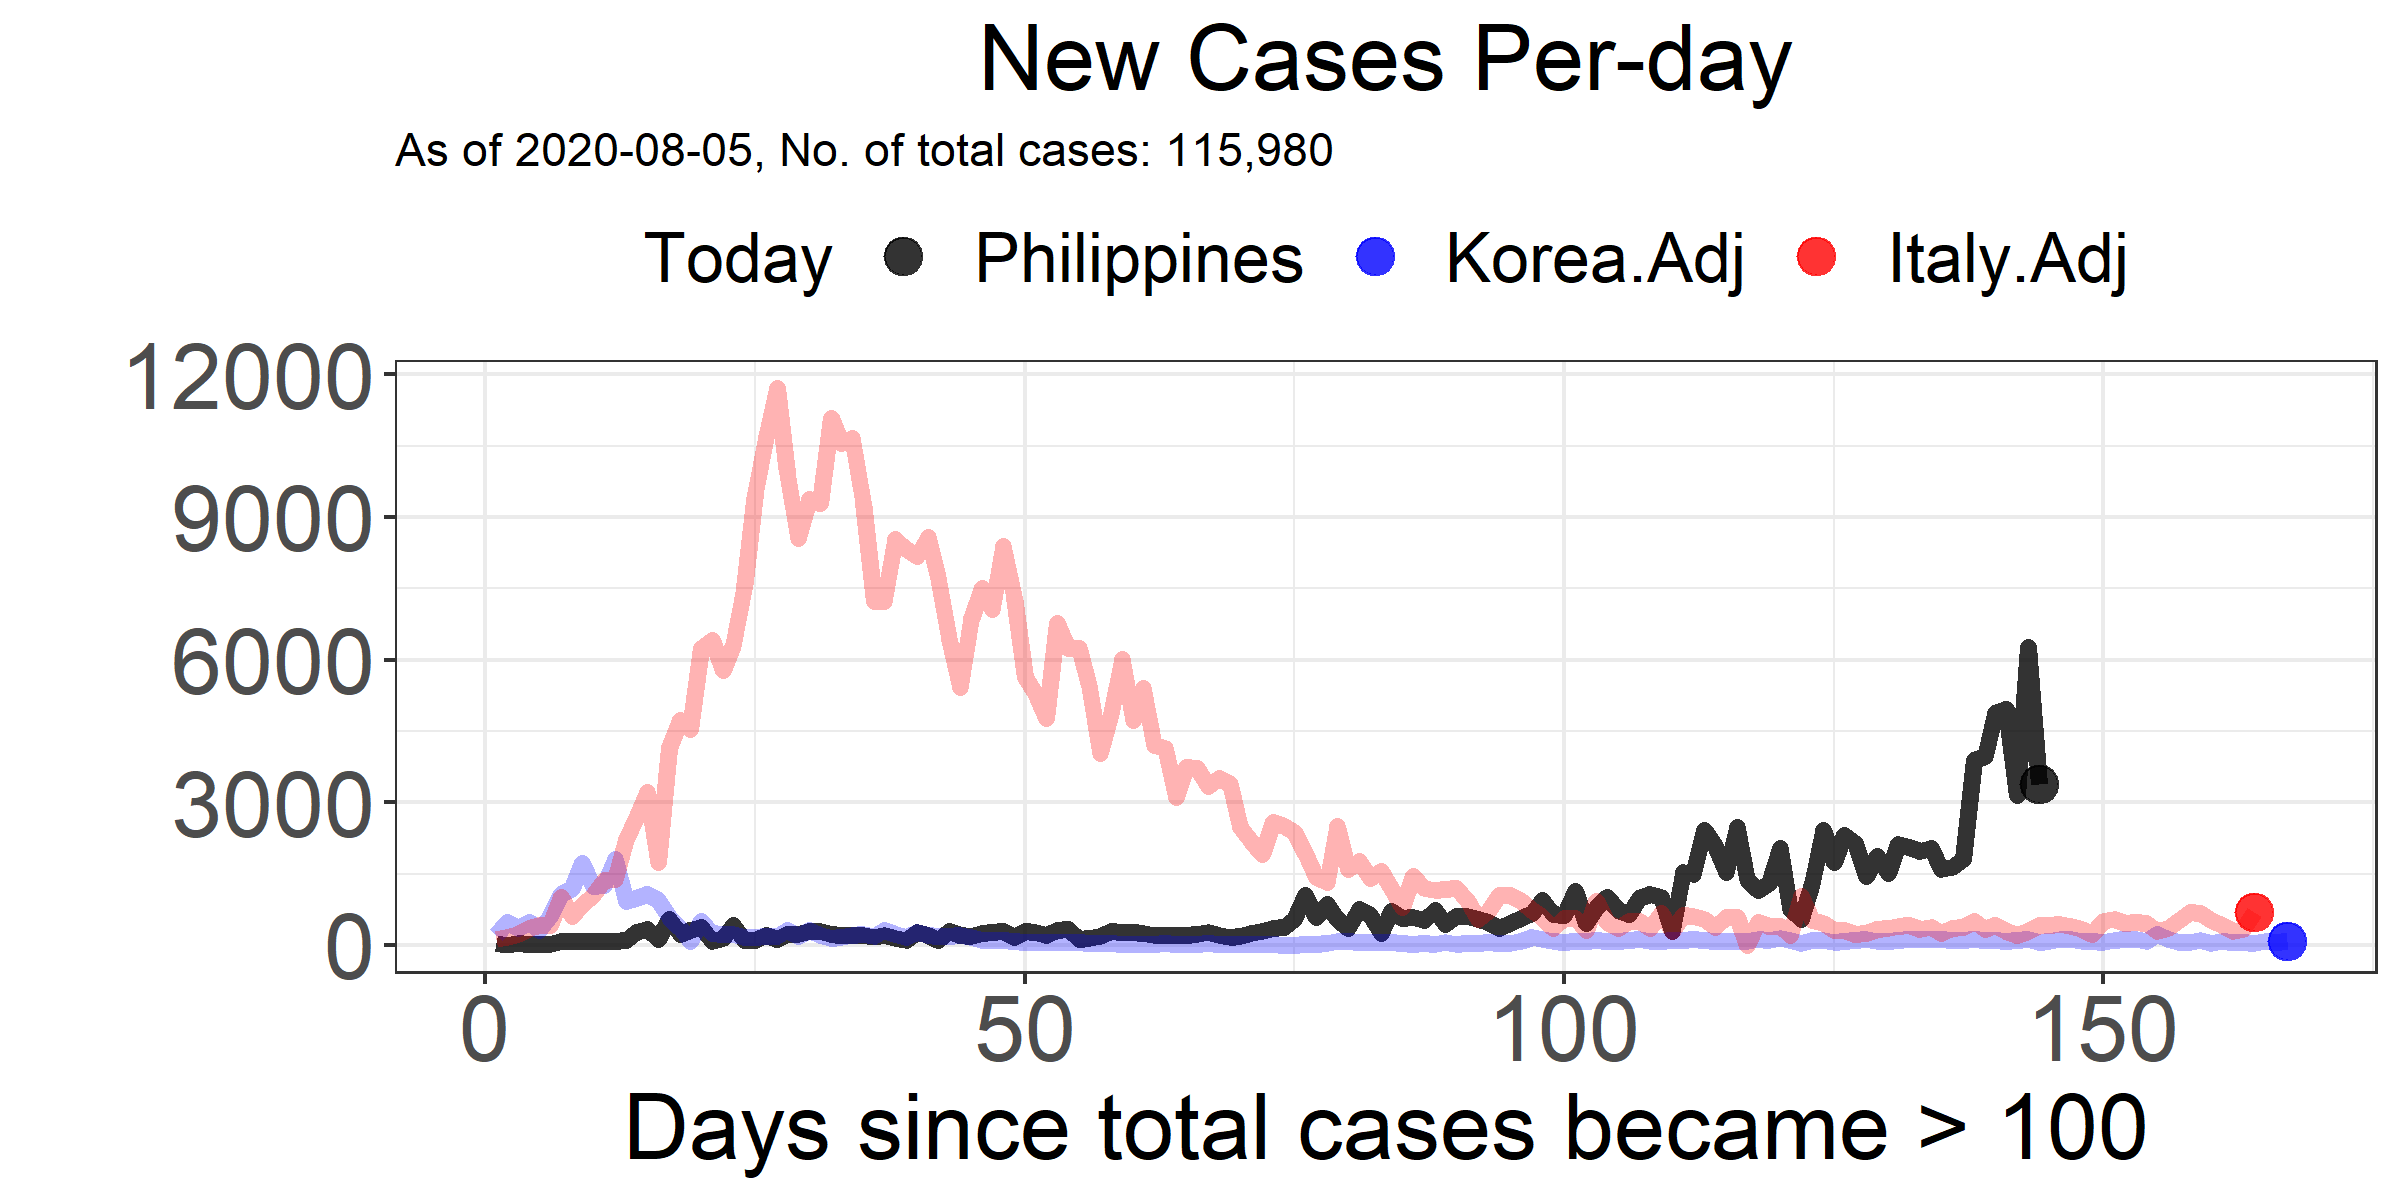 New Cases Per-day
As of 2020-08-05, No. of total cases: 115,980
Today Philippines Korea.Adj Italy.Adj
12000
9000
6000
3000
0
0 50 100 150
Days since total cases became > 100